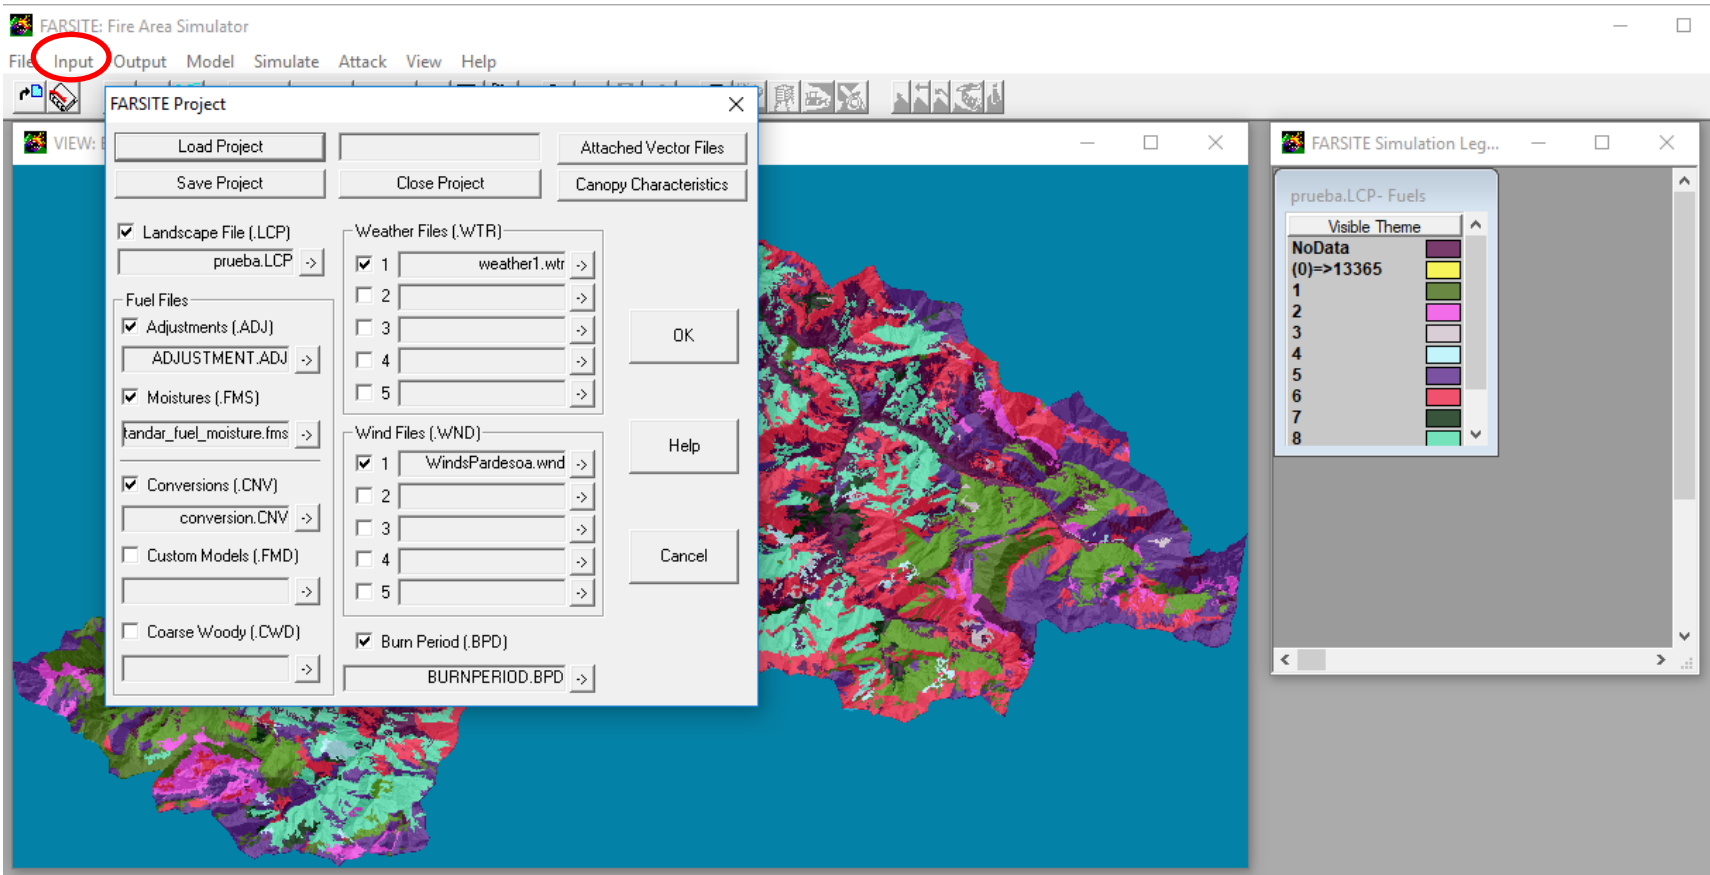 FARSITE: Fire Area Simulator
File Input Output Model Simulate Attack View Help
FARSITE Project
Load Project
Attached Vector Files
Save Project
Close Project
Canopy Characteristics
Landscape File (.LCP)
prueba.LCP ->
Fuel Files
Adjustments (.ADJ)
ADJUSTMENT.ADJ ->
Moistures (.FMS)
tandar_fuel_moisture.fms ->
Conversions (.CNV)
conversion.CNV ->
Custom Models (.FMD)
->
Coarse Woody (.CWD)
->
Weather Files (.WTR)
1 weather1.wtr ->
2 ->
3 ->
4 ->
5 ->
Wind Files (.WND)
1 WindsPardesoa.wnd ->
2 ->
3 ->
4 ->
5 ->
Burn Period (.BPD)
BURNPERIOD.BPD ->
OK
Help
Cancel
VIEW:
FARSITE Simulation Leg...
prueba.LCP- Fuels
Visible Theme
NoData
(0)=>13365
1
2
3
4
5
6
7
8